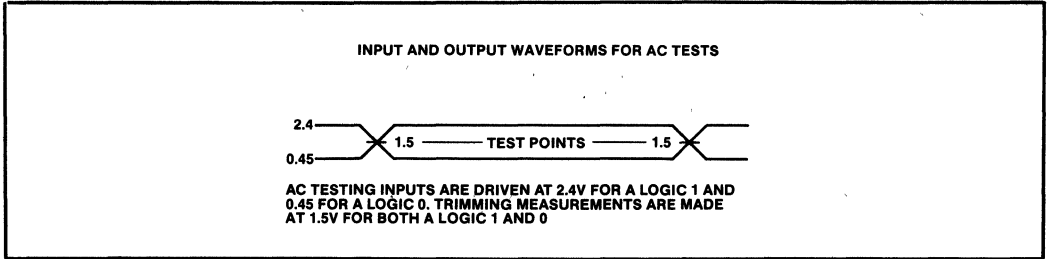 INPUT AND OUTPUT WAVEFORMS FOR AC TESTS
2.4
1.5 TEST POINTS 1.5
0.45
AC TESTING INPUTS ARE DRIVEN AT 2.4V FOR A LOGIC 1 AND
0.45 FOR A LOGIC 0. TRIMMING MEASUREMENTS ARE MADE
AT 1.5V FOR BOTH A LOGIC 1 AND 0